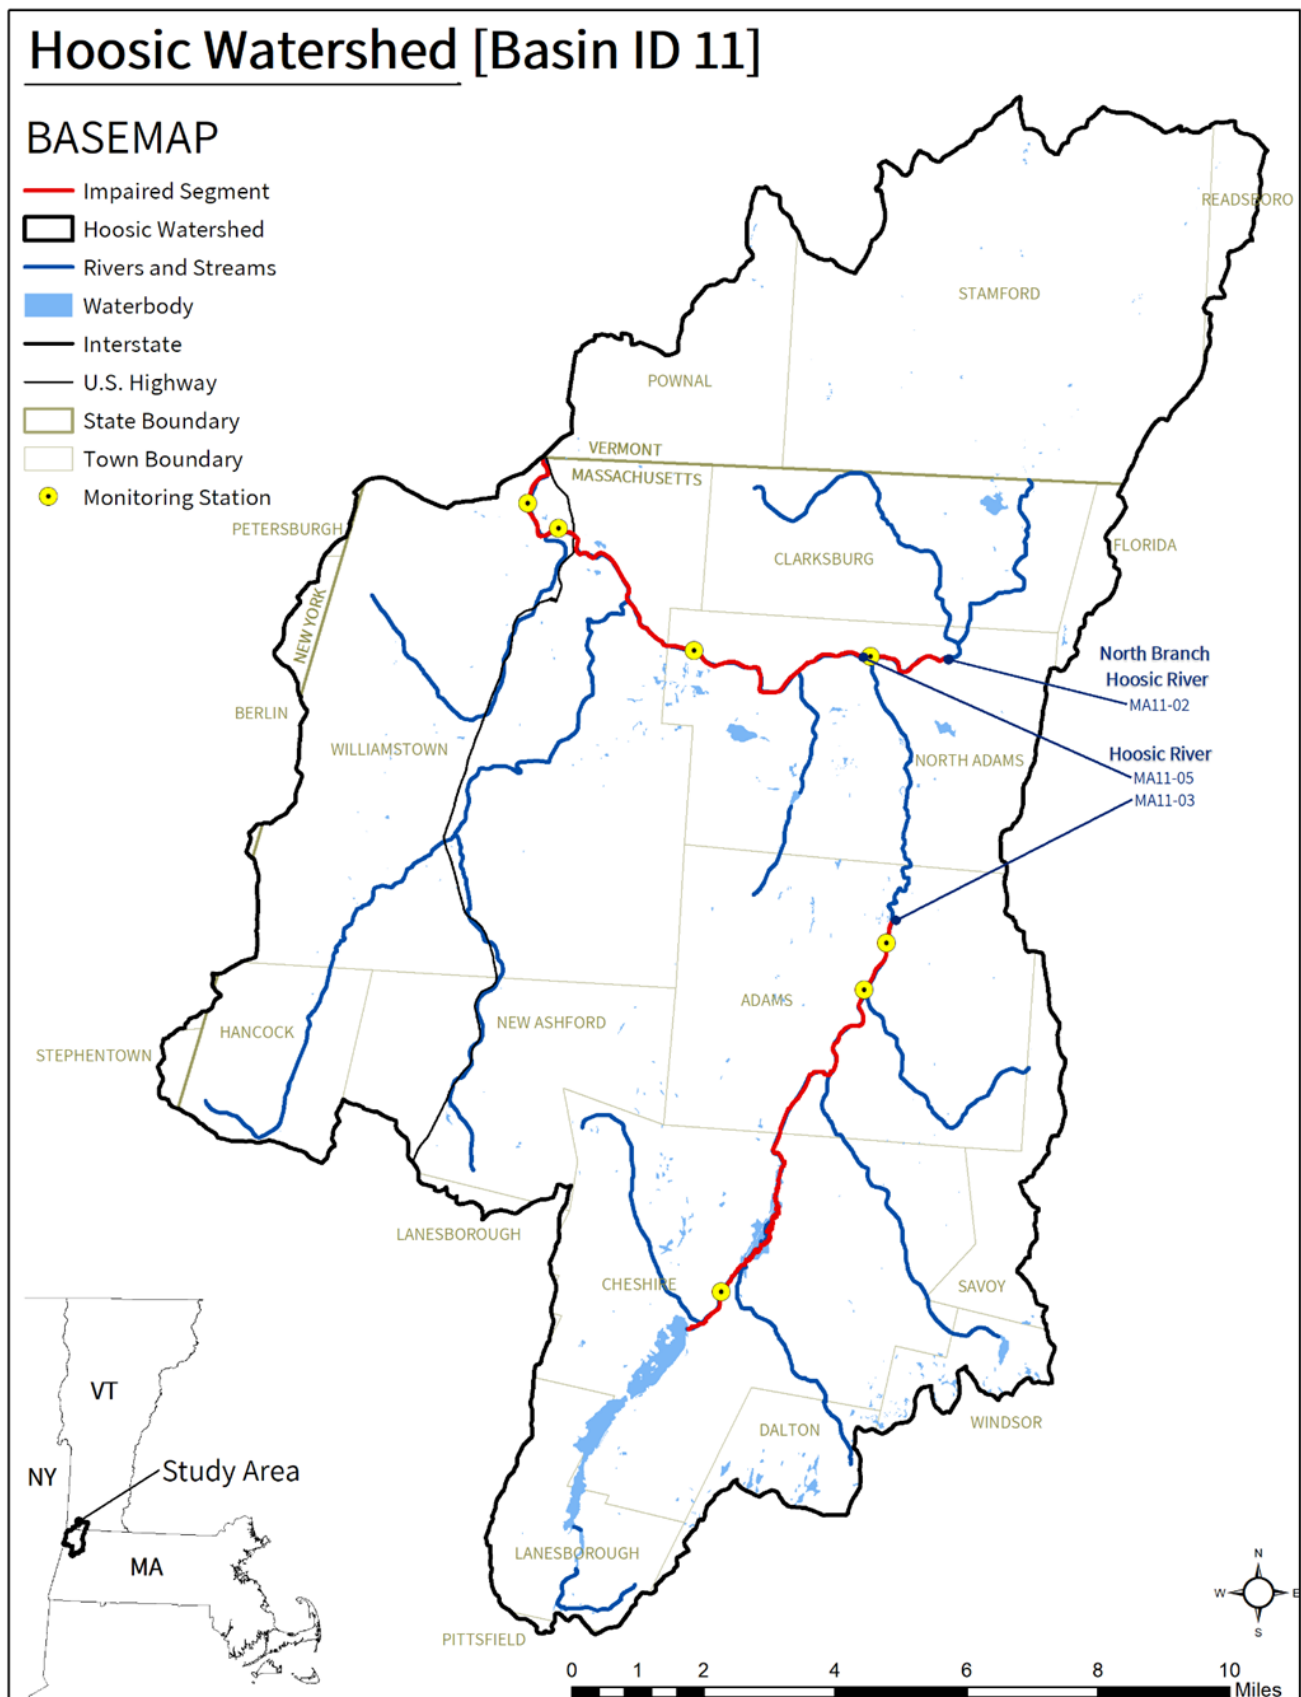 Hoosic Watershed [Basin ID 11]
BASEMAP
Impaired Segment
Hoosic Watershed
Rivers and Streams
Waterbody
Interstate
U.S. Highway
State Boundary
Town Boundary
Monitoring Station
READSBORO
STAMFORD
POWNAL
VERMONT
MASSACHUSETTS
PETERSBURGH
NEW YORK
CLARKSBURG
FLORIDA
North Branch
Hoosic River
MA11-02
BERLIN
WILLIAMSTOWN
NORTH ADAMS
Hoosic River
MA11-05
MA11-03
ADAMS
HANCOCK
NEW ASHFORD
STEPHENTOWN
LANESBOROUGH
CHESHIRE
SAVOY
WINDSOR
DALTON
LANESBOROUGH
PITTSFIELD
VT
NY
Study Area
MA
N
W E
S
0 1 2 4 6 8 10
Miles